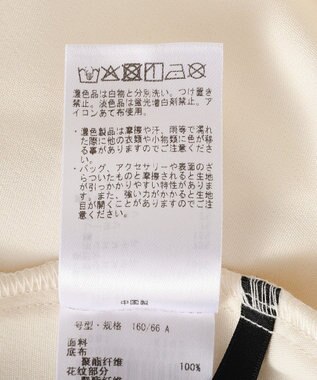 濃色品は白物と分別洗い。つけ置き
禁止。淡色品は蛍光増白剤禁止。ア
イロンあて布使用。
・濃色製品は摩擦や汗、雨等で濡れ
た際に他の衣類や小物類に色が移
る事がありますのでご注意くださ
い。
・バッグ、アクセサリーや表面のざ
らついたものと摩擦されると生地
が引っかかりやすい特性がありま
す。また、強い力がかかると生地
目が開くことがありますのでご注
意ください。
中国製
号型・规格 160/66 A
面料
底布
聚酯纤维 100%
花纹部分
聚酯纤维